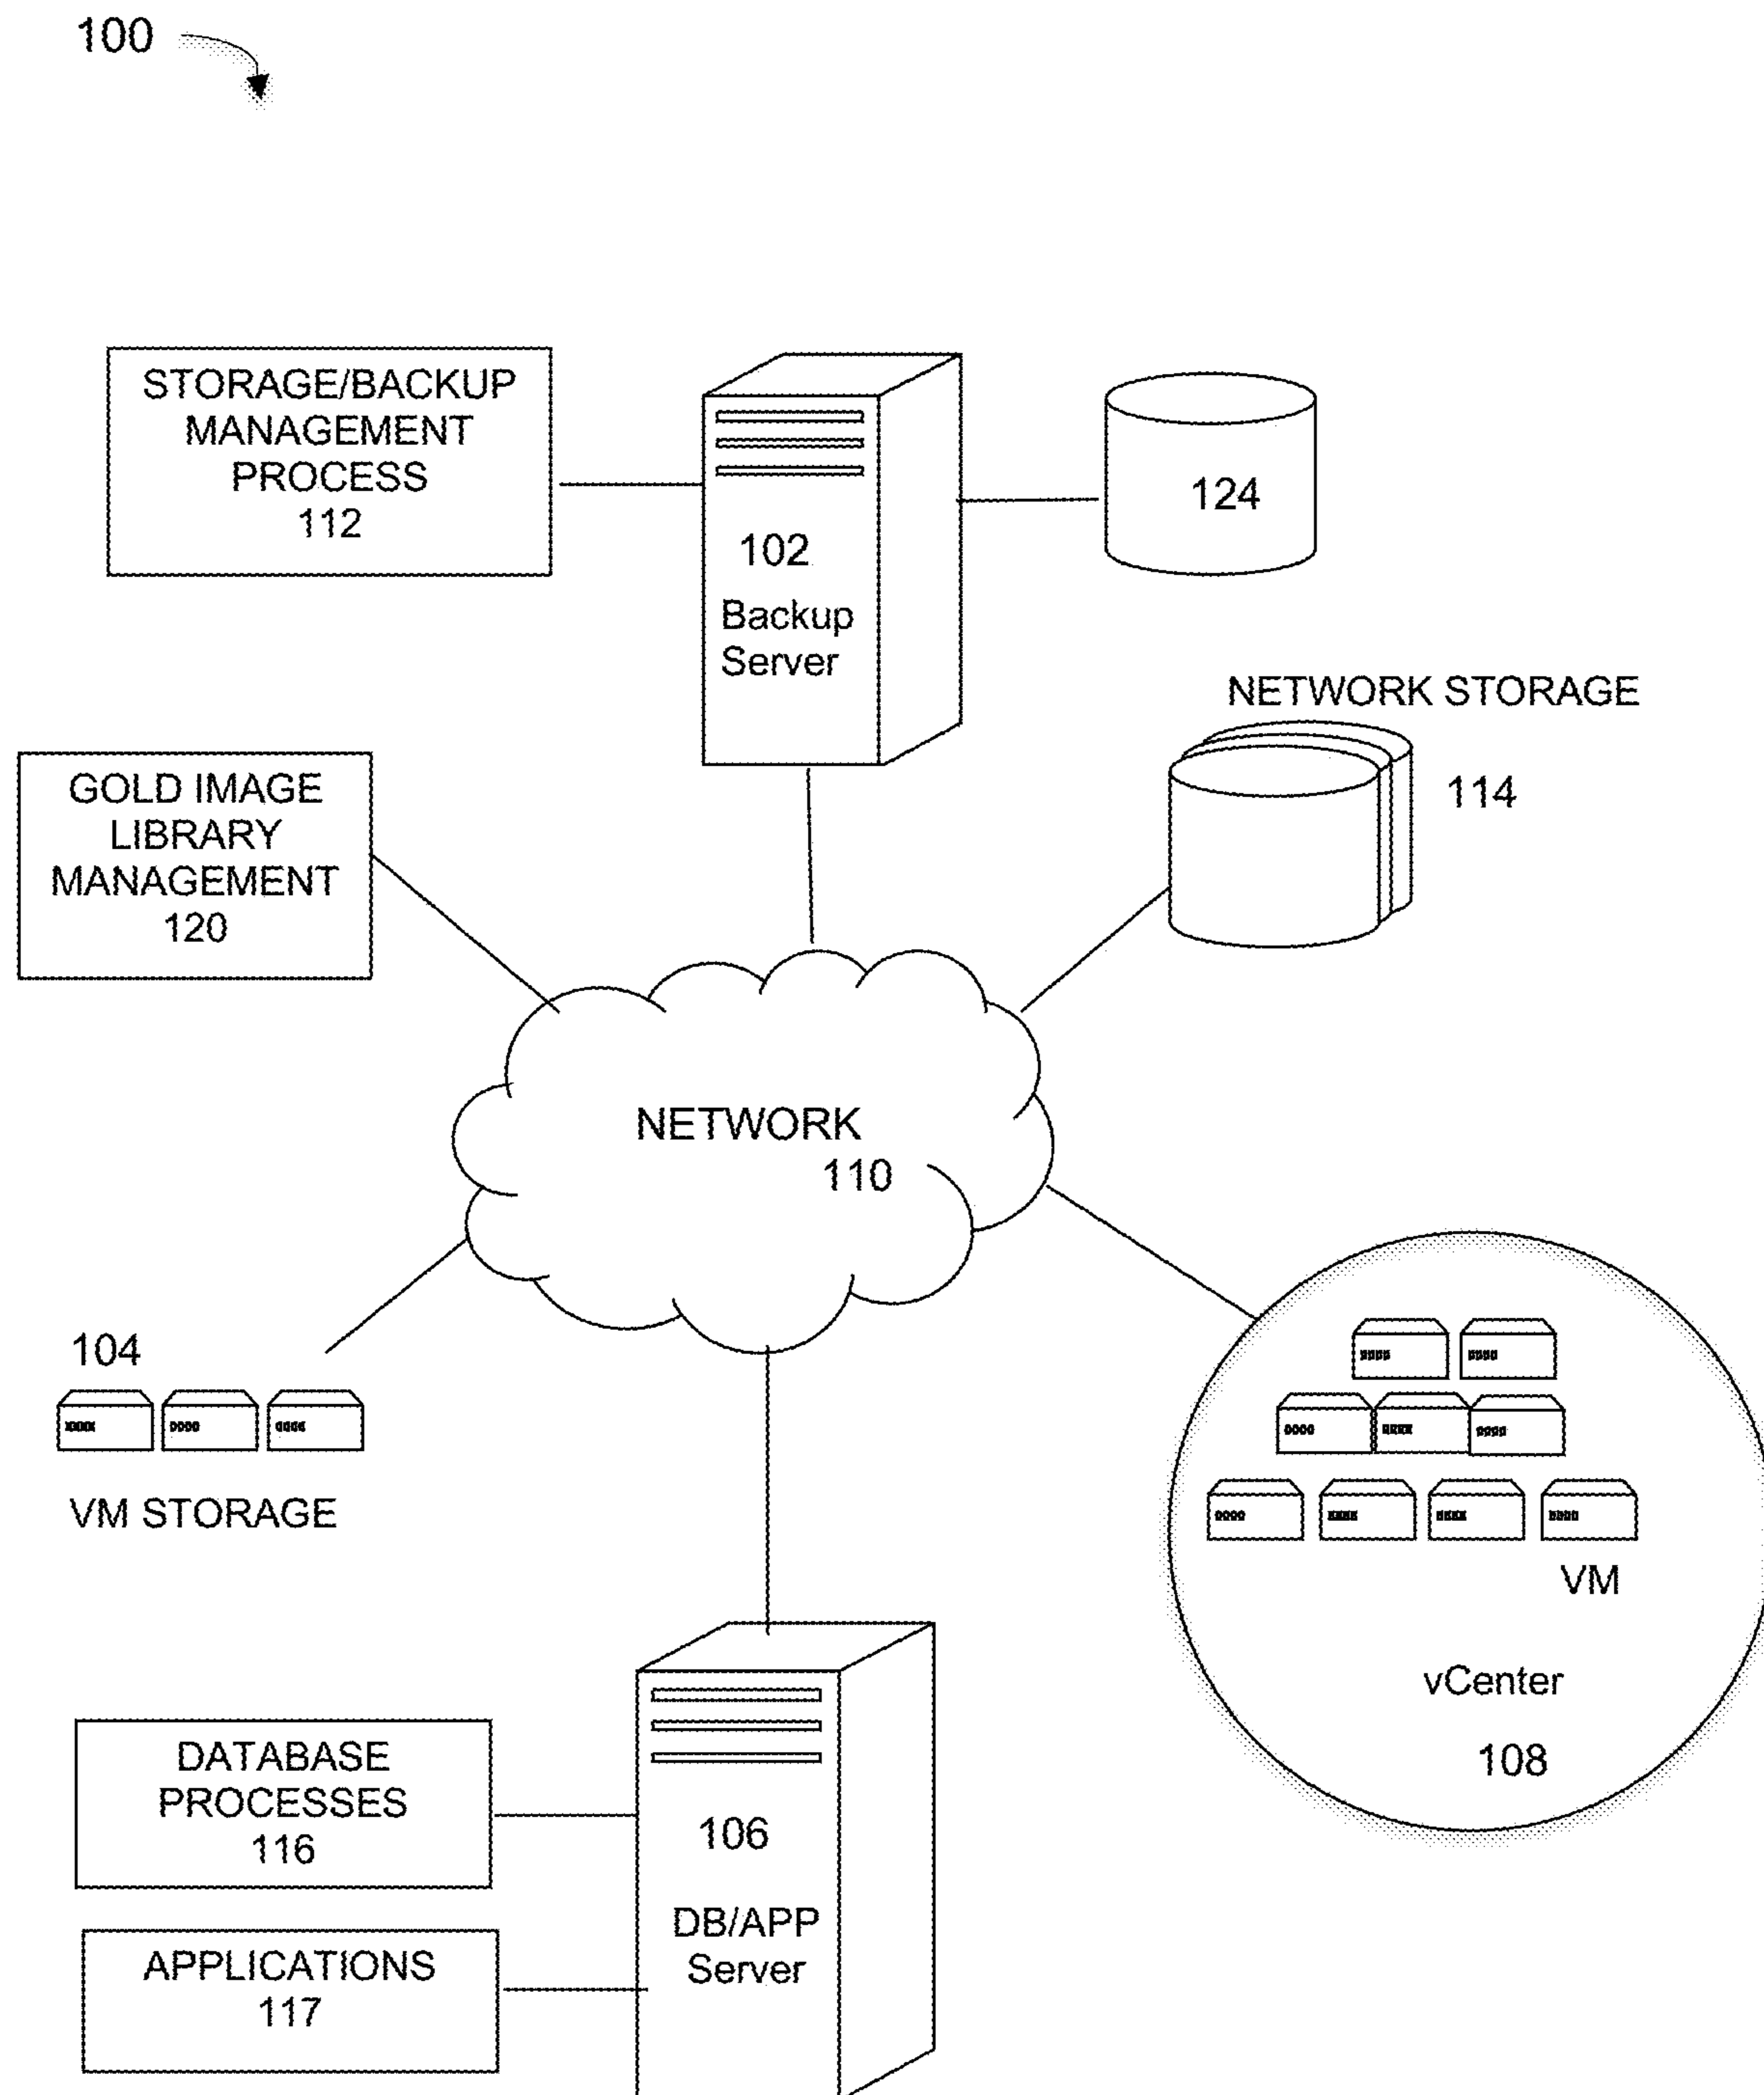 100
STORAGE/BACKUP
MANAGEMENT
PROCESS
112
102
Backup
Server
124
NETWORK STORAGE
114
GOLD IMAGE
LIBRARY
MANAGEMENT
120
NETWORK
110
104
VM STORAGE
VM
vCenter
108
DATABASE
PROCESSES
116
106
DB/APP
Server
APPLICATIONS
117